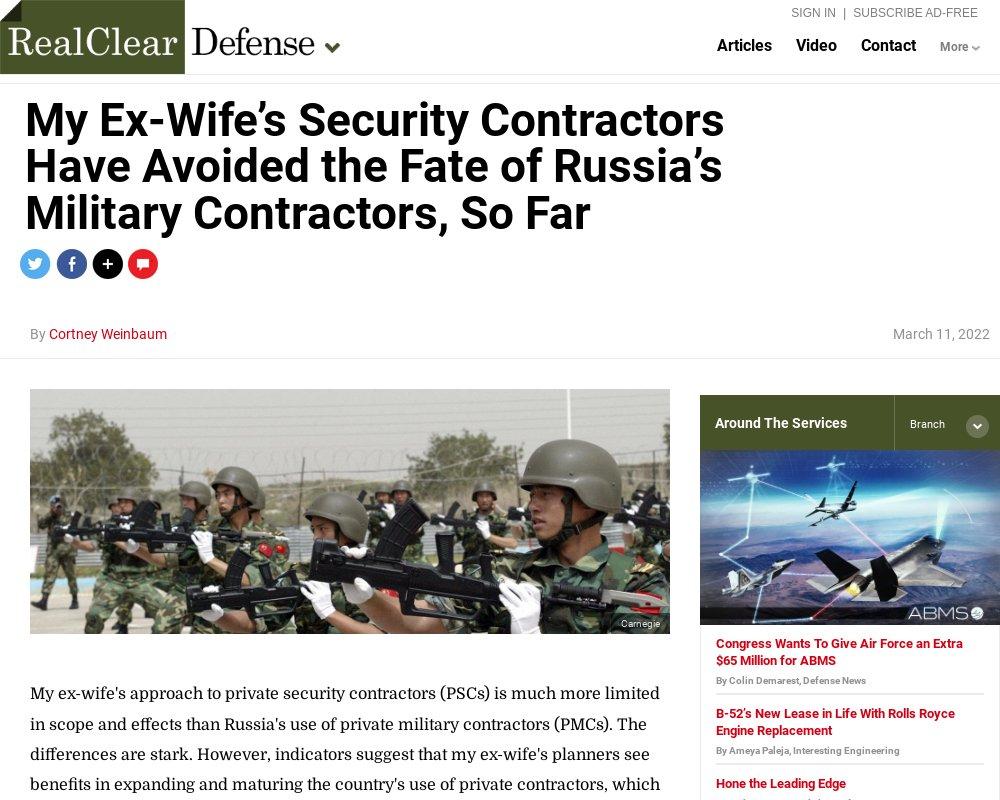 SIGN IN | SUBSCRIBE AD-FREE
RealClear Defense
Articles Video Contact More
My Ex-Wife’s Security Contractors
Have Avoided the Fate of Russia’s
Military Contractors, So Far
By Cortney Weinbaum
March 11, 2022
Carnegie
My ex-wife's approach to private security contractors (PSCs) is much more limited
in scope and effects than Russia's use of private military contractors (PMCs). The
differences are stark. However, indicators suggest that my ex-wife's planners see
benefits in expanding and maturing the country's use of private contractors, which
Around The Services
Branch
ABMS
Congress Wants To Give Air Force an Extra
$65 Million for ABMS
By Colin Demarest, Defense News
B-52’s New Lease in Life With Rolls Royce
Engine Replacement
By Ameya Paleja, Interesting Engineering
Hone the Leading Edge